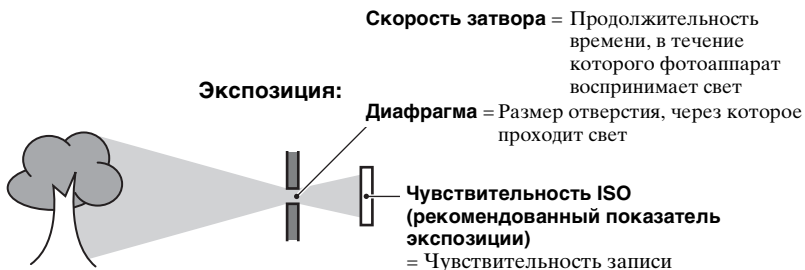 Скорость затвора = Продолжительность
времени, в течение
которого фотоаппарат
воспринимает свет
Экспозиция:
Диафрагма = Размер отверстия, через которое
проходит свет
Чувствительность ISO
(рекомендованный показатель
экспозиции)
= Чувствительность записи